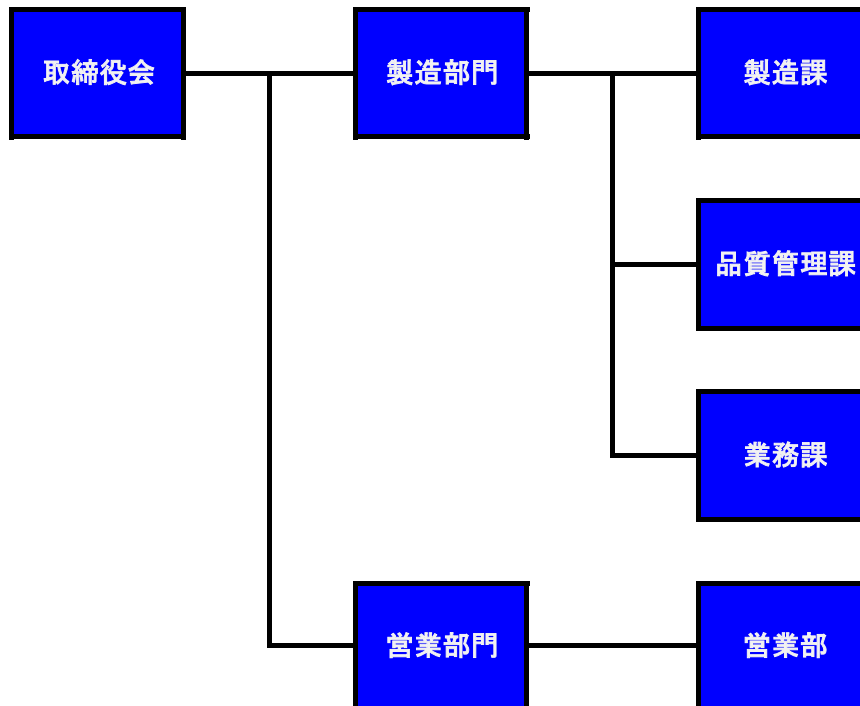 取締役会
製造部門
製造課
品質管理課
業務課
営業部門
営業部